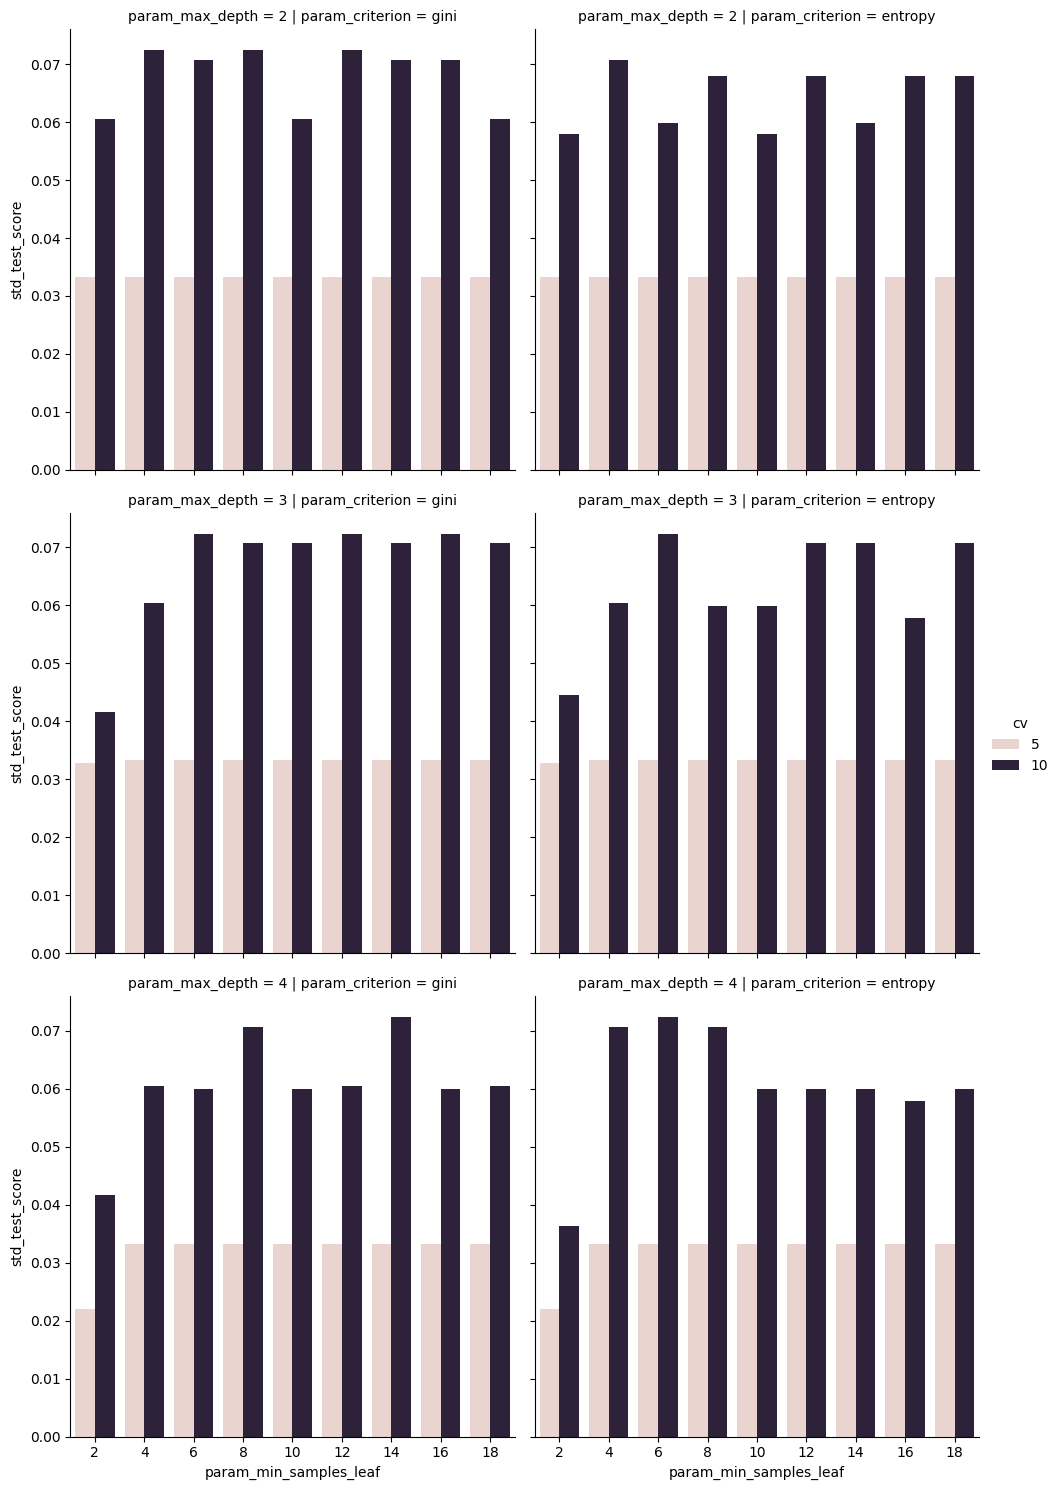 param_max_depth = 2 | param_criterion = gini
param_max_depth = 2 | param_criterion = entropy
0.07
0.06
0.05
0.04
0.03
0.02
0.01
0.00
std_test_score
param_max_depth = 3 | param_criterion = gini
param_max_depth = 3 | param_criterion = entropy
0.07
0.06
0.05
0.04
0.03
0.02
0.01
0.00
std_test_score
cv
5
10
param_max_depth = 4 | param_criterion = gini
param_max_depth = 4 | param_criterion = entropy
0.07
0.06
0.05
0.04
0.03
0.02
0.01
0.00
std_test_score
2 4 6 8 10 12 14 16 18
param_min_samples_leaf
2 4 6 8 10 12 14 16 18
param_min_samples_leaf